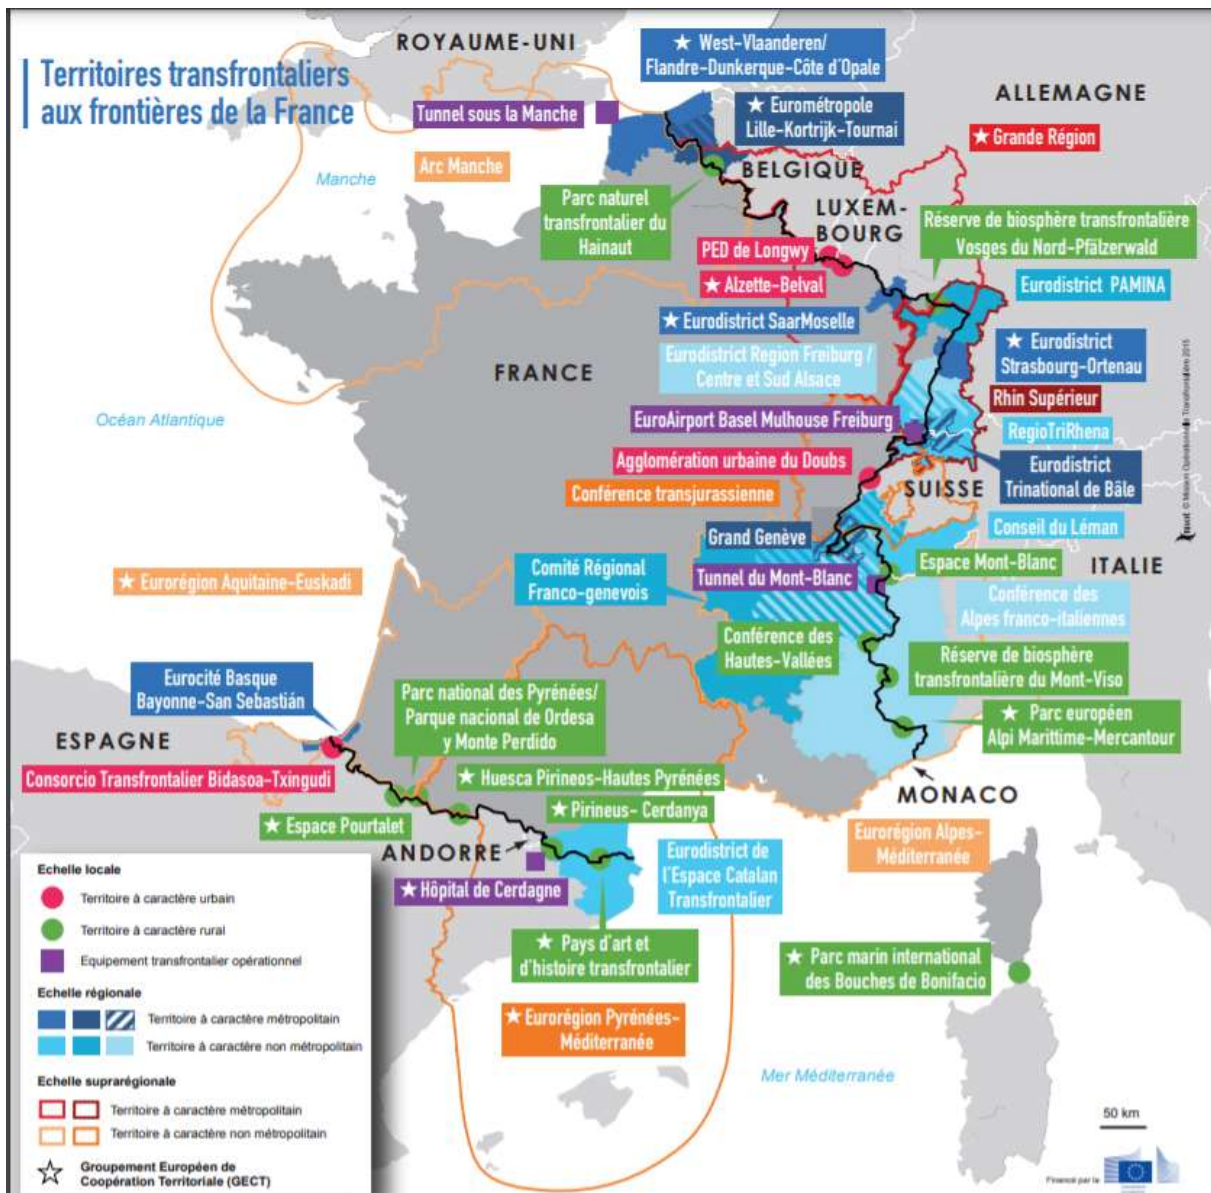 Territoires transfrontaliers
aux frontières de la France
ROYAUME-UNI
★ West-Vlaanderen/
Flandre-Dunkerque-Côte d'Opale
Tunnel sous la Manche
★ Eurométropole
Lille-Kortrijk-Tournai
ALLEMAGNE
★ Grande Région
Manche
Arc Manche
BELGIQUE
Parc naturel
transfrontalier du
Hainaut
LUXEM-
BOURG
Réserve de biosphère transfrontalière
Vosges du Nord-Pfälzerwald
PED de Longwy
★ Alzette-Belval
Eurodistrict PAMINA
★ Eurodistrict SaarMoselle
★ Eurodistrict
Strasbourg-Ortenau
Eurodistrict Region Freiburg /
Centre et Sud Alsace
FRANCE
Rhin Supérieur
Océan Atlantique
EuroAirport Basel Mulhouse Freiburg
RegioTriRhena
Agglomération urbaine du Doubs
Eurodistrict
Trinational de Bâle
Conférence transjurassienne
SUISSE
© Mission Opérationnelle Transfrontalière 2015
Conseil du Léman
Grand Genève
Espace Mont-Blanc
ITALIE
Comité Régional
Franco-genevois
Tunnel du Mont-Blanc
★ Eurorégion Aquitaine-Euskadi
Conférence des
Alpes franco-italiennes
Conférence des
Hautes-Vallées
Réserve de biosphère
transfrontalière du Mont-Viso
Eurocité Basque
Bayonne-San Sebastián
Parc national des Pyrénées/
Parque nacional de Ordesa
y Monte Perdido
★ Parc européen
Alpi Marittime-Mercantour
ESPAGNE
Consorcio Transfrontalier Bidasoa-Txingudi
★ Huesca Pirineos-Hautes Pyrénées
MONACO
★ Pirineus- Cerdanya
★ Espace Pourtalet
Eurorégion Alpes-
Méditerranée
ANDORRE
Eurodistrict de
l'Espace Catalan
Transfrontalier
★ Hôpital de Cerdagne
★ Pays d'art et
d'histoire transfrontalier
★ Parc marin international
des Bouches de Bonifacio
★ Eurorégion Pyrénées-
Méditerranée
Mer Méditerranée
Echelle locale
Territoire à caractère urbain
Territoire à caractère rural
Equipement transfrontalier opérationnel
Echelle régionale
Territoire à caractère métropolitain
Territoire à caractère non métropolitain
Echelle suprarégionale
Territoire à caractère métropolitain
Territoire à caractère non métropolitain
Groupement Européen de
Coopération Territoriale (GECT)
50 km
Financé par la